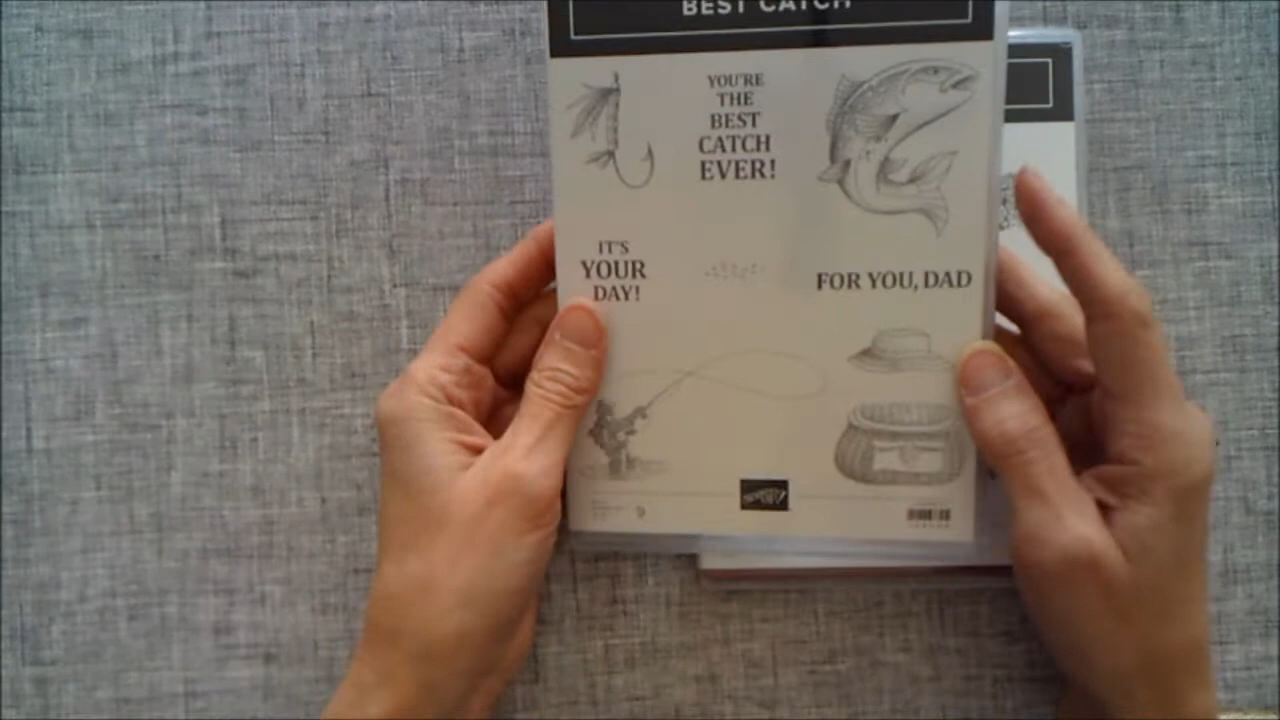 BEST CATCH
YOU'RE
THE
BEST
CATCH
EVER!
IT'S
YOUR
DAY!
FOR YOU, DAD